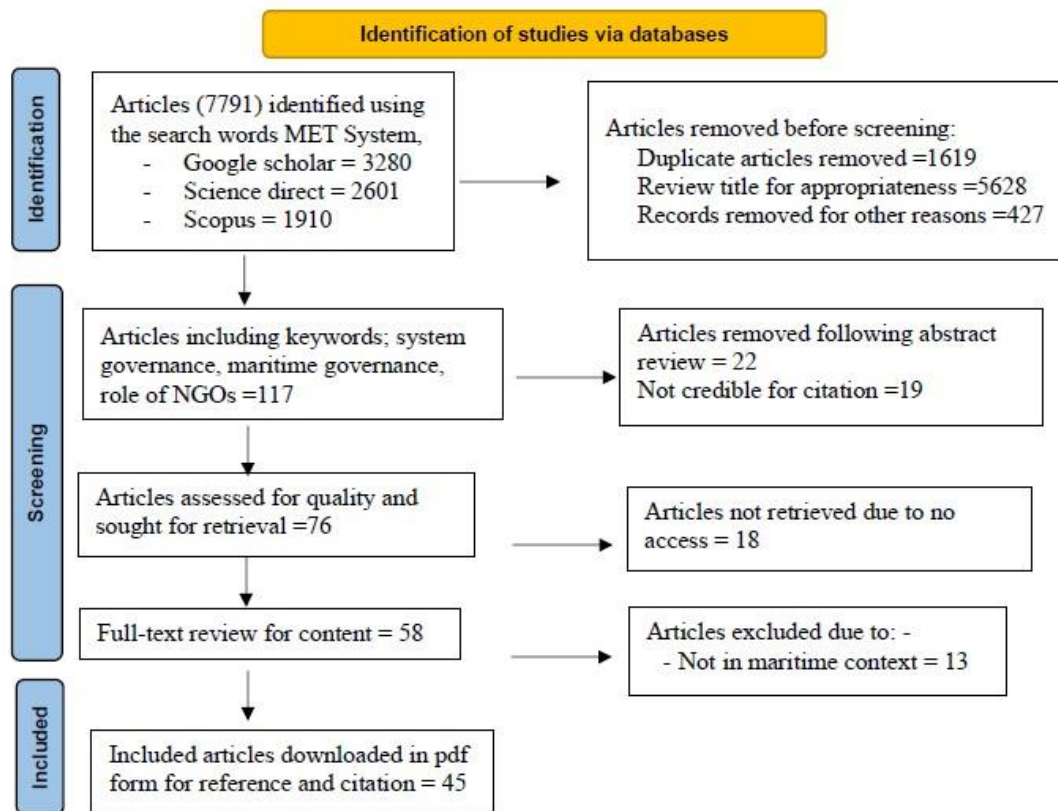 Identification of studies via databases
Identification
Articles (7791) identified using
the search words MET System,
- Google scholar = 3280
- Science direct = 2601
- Scopus = 1910
Articles removed before screening:
Duplicate articles removed =1619
Review title for appropriateness =5628
Records removed for other reasons =427
Screening
Articles including keywords; system
governance, maritime governance,
role of NGOs =117
Articles removed following abstract
review = 22
Not credible for citation =19
Articles assessed for quality and
sought for retrieval =76
Articles not retrieved due to no
access = 18
Full-text review for content = 58
Articles excluded due to: -
- Not in maritime context = 13
Included
Included articles downloaded in pdf
form for reference and citation = 45